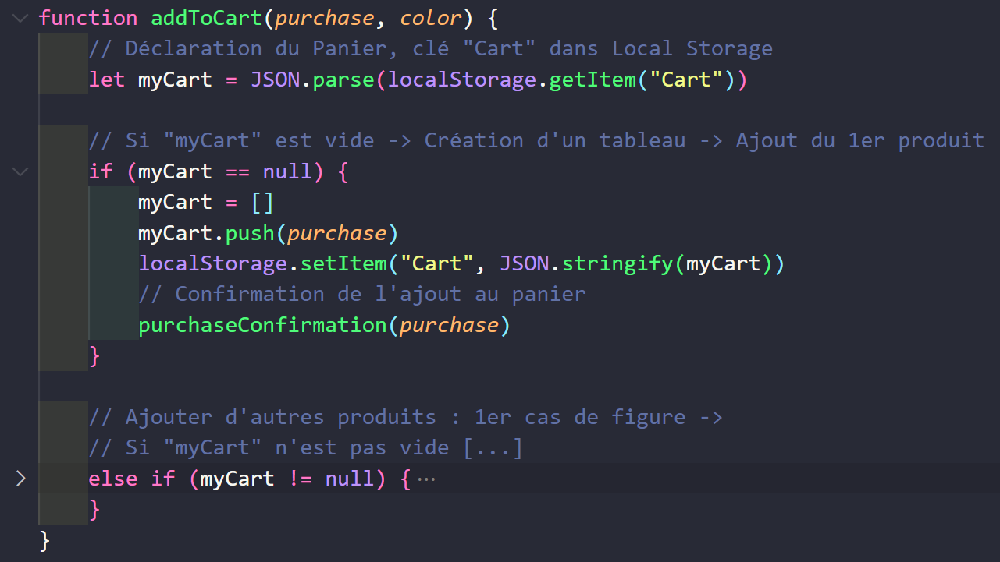 function addToCart(purchase, color) {
// Déclaration du Panier, clé "Cart" dans Local Storage
let myCart = JSON.parse(localStorage.getItem("Cart"))
// Si "myCart" est vide -> Création d'un tableau -> Ajout du 1er produit
if (myCart == null) {
myCart = []
myCart.push(purchase)
localStorage.setItem("Cart", JSON.stringify(myCart))
// Confirmation de l'ajout au panier
purchaseConfirmation(purchase)
}
// Ajouter d'autres produits : 1er cas de figure ->
// Si "myCart" n'est pas vide [...]
else if (myCart != null) {⋯
}
}